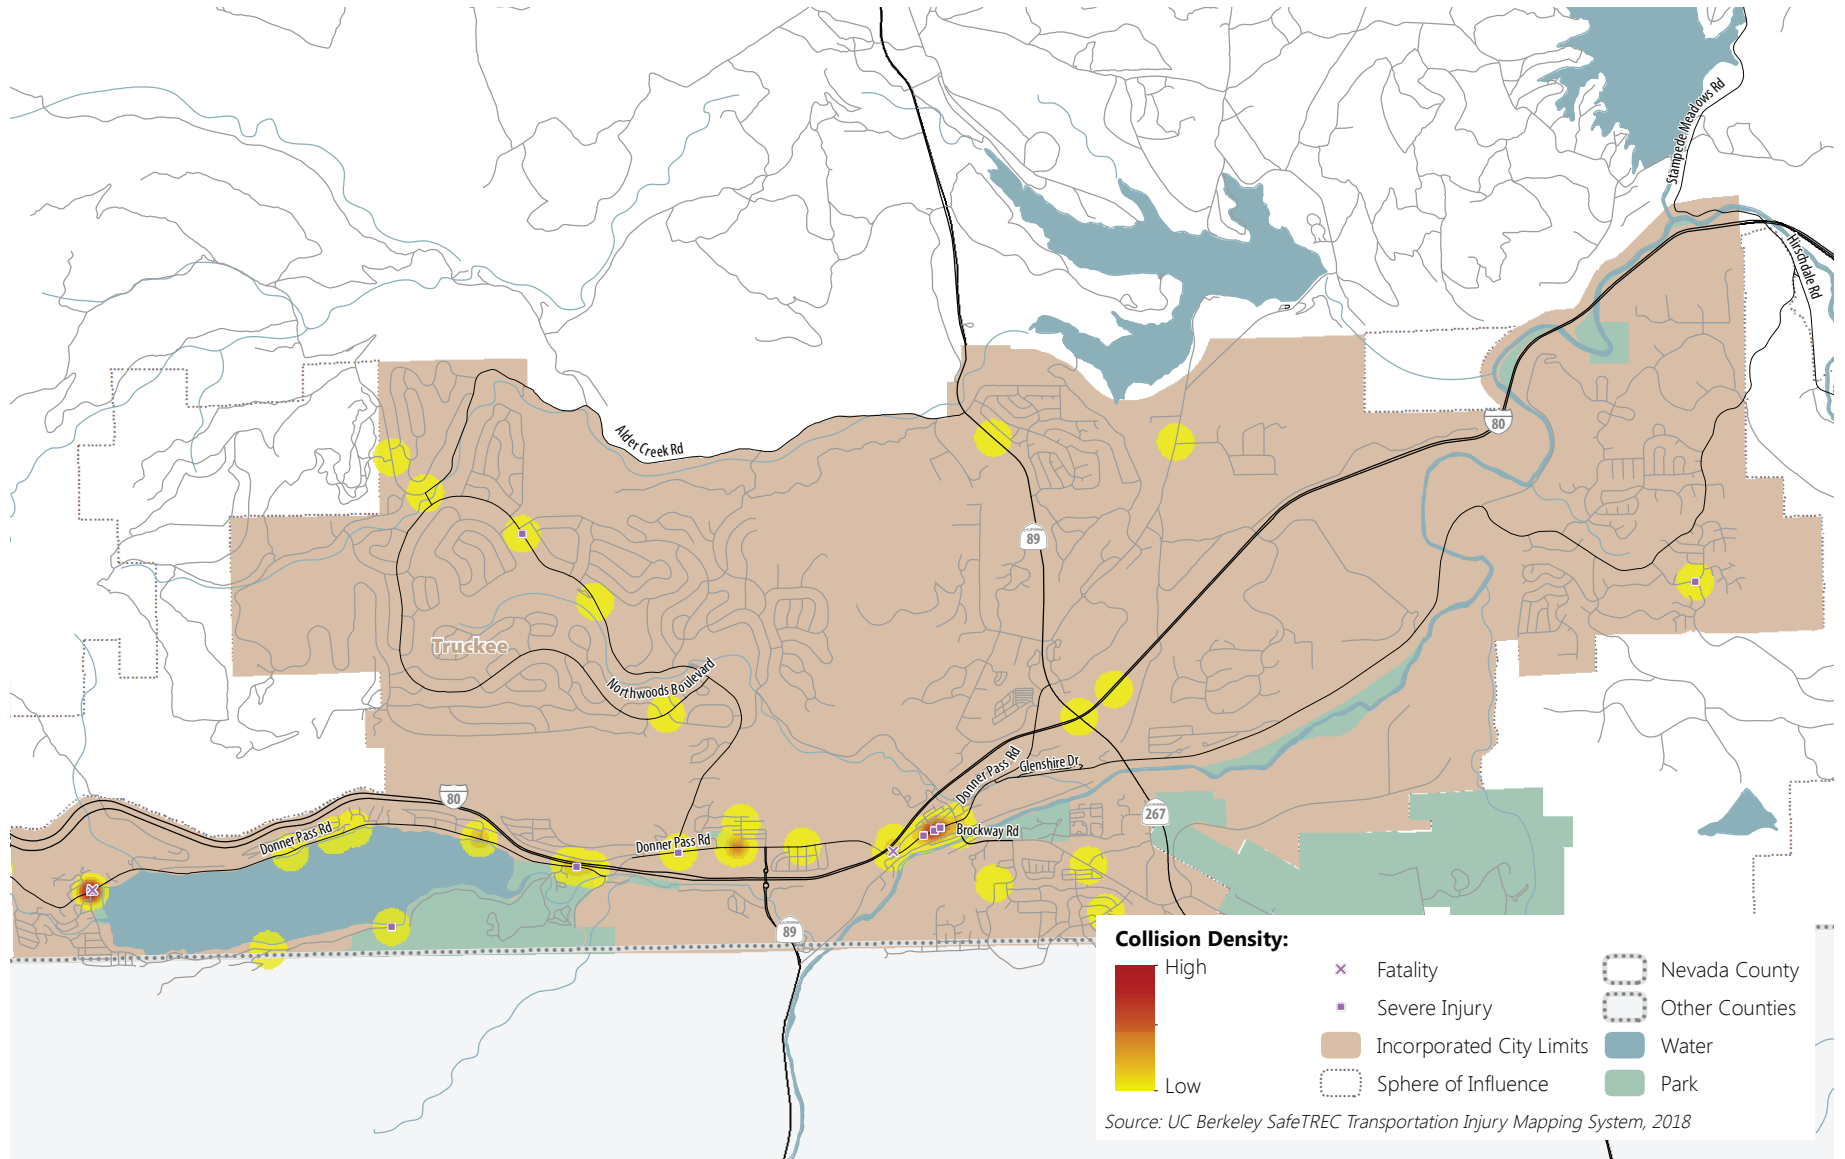 Stampede Meadows Rd
Hirschdale Rd
Alder Creek Rd
80
CALIFORNIA
89
Truckee
Northwoods Boulevard
Donner Pass Rd
Glenshire Dr
80
CALIFORNIA
267
Donner Pass Rd
Donner Pass Rd
Brockway Rd
CALIFORNIA
89
Collision Density:
High
Low
Fatality
Severe Injury
Incorporated City Limits
Sphere of Influence
Nevada County
Other Counties
Water
Park
Source: UC Berkeley SafeTREC Transportation Injury Mapping System, 2018